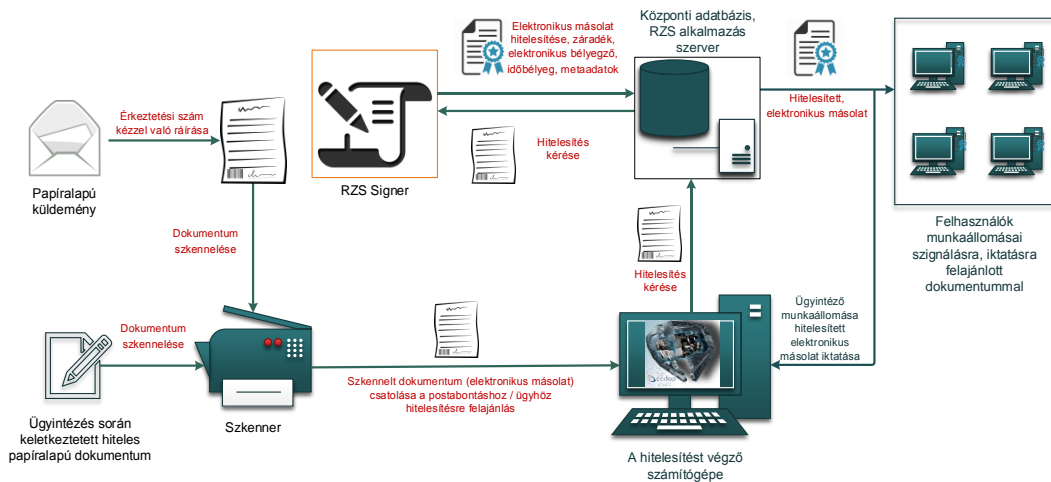 Elektronikus másolat
hitelesítése, záradék,
elektronikus bélyegző,
időbélyeg, metaadatok
Központi adatbázis,
RZS alkalmazás
szerver
Érkeztetési szám
kézzel való ráírása
Hitelesített,
elektronikus másolat
Hitelesítés
kérése
Papíralapú
küldemény
RZS Signer
Felhasználók
munkaállomásai
szignálásra, iktatásra
felajánlott
dokumentummal
Dokumentum
szkennelése
Hitelesítés
kérése
Ügyintéző
munkaállomása
hitelesített
elektronikus
másolat iktatása
Dokumentum
szkennelése
Szkennelt dokumentum (elektronikus másolat)
csatolása a postabontáshoz / ügyhöz
hitelesítésre felajánlás
Szkenner
Ügyintézés során
keletkeztetett hiteles
papíralapú dokumentum
A hitelesítést végző
számítógépe